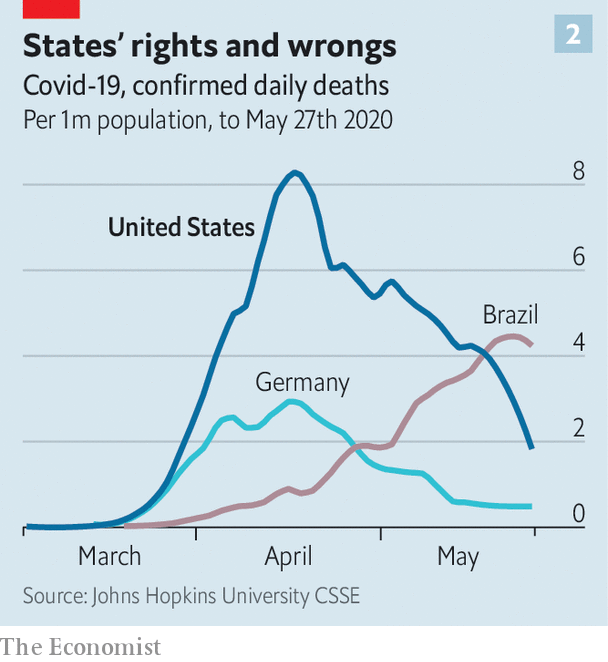 States’ rights and wrongs
2
Covid-19, confirmed daily deaths
Per 1m population, to May 27th 2020
8
United States
6
Brazil
4
Germany
2
0
March April May
Source: Johns Hopkins University CSSE
The Economist